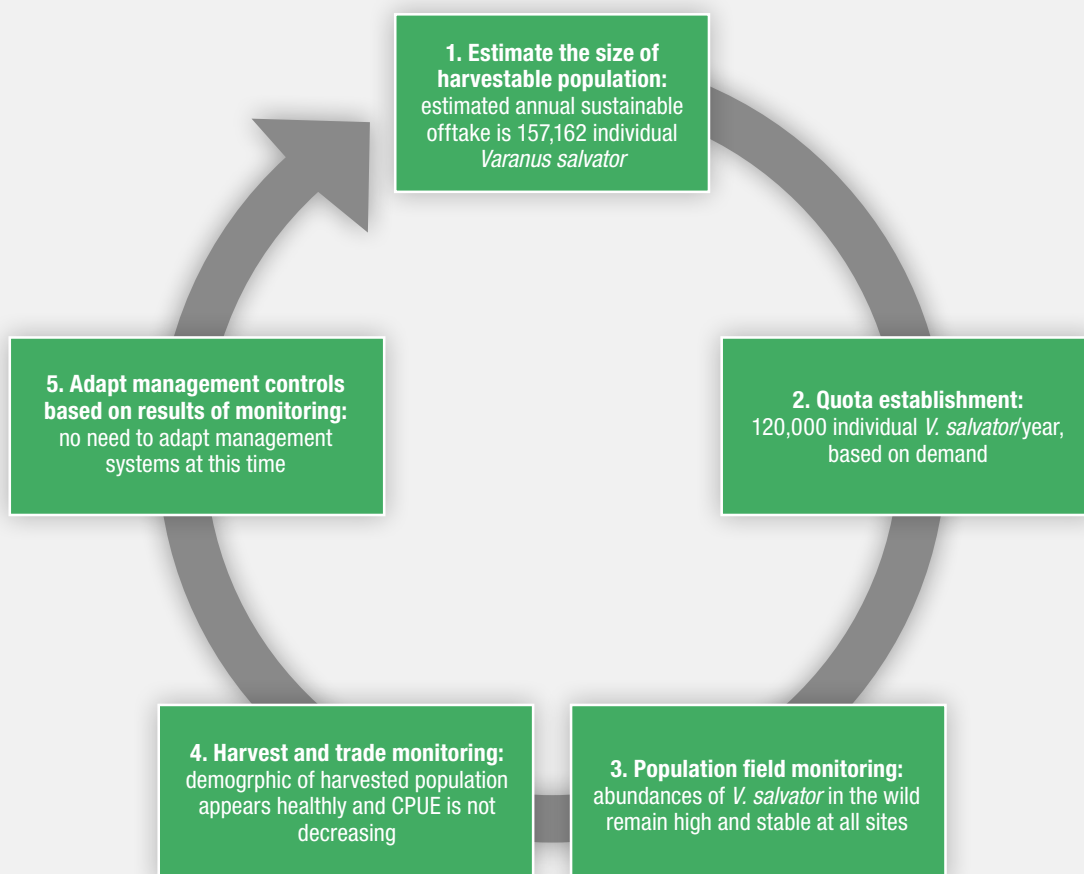 1. Estimate the size of
harvestable population:
estimated annual sustainable
offtake is 157,162 individual
Varanus salvator
2. Quota establishment:
120,000 individual V. salvator/year,
based on demand
3. Population field monitoring:
abundances of V. salvator in the wild
remain high and stable at all sites
4. Harvest and trade monitoring:
demogrphic of harvested population
appears healthly and CPUE is not
decreasing
5. Adapt management controls
based on results of monitoring:
no need to adapt management
systems at this time